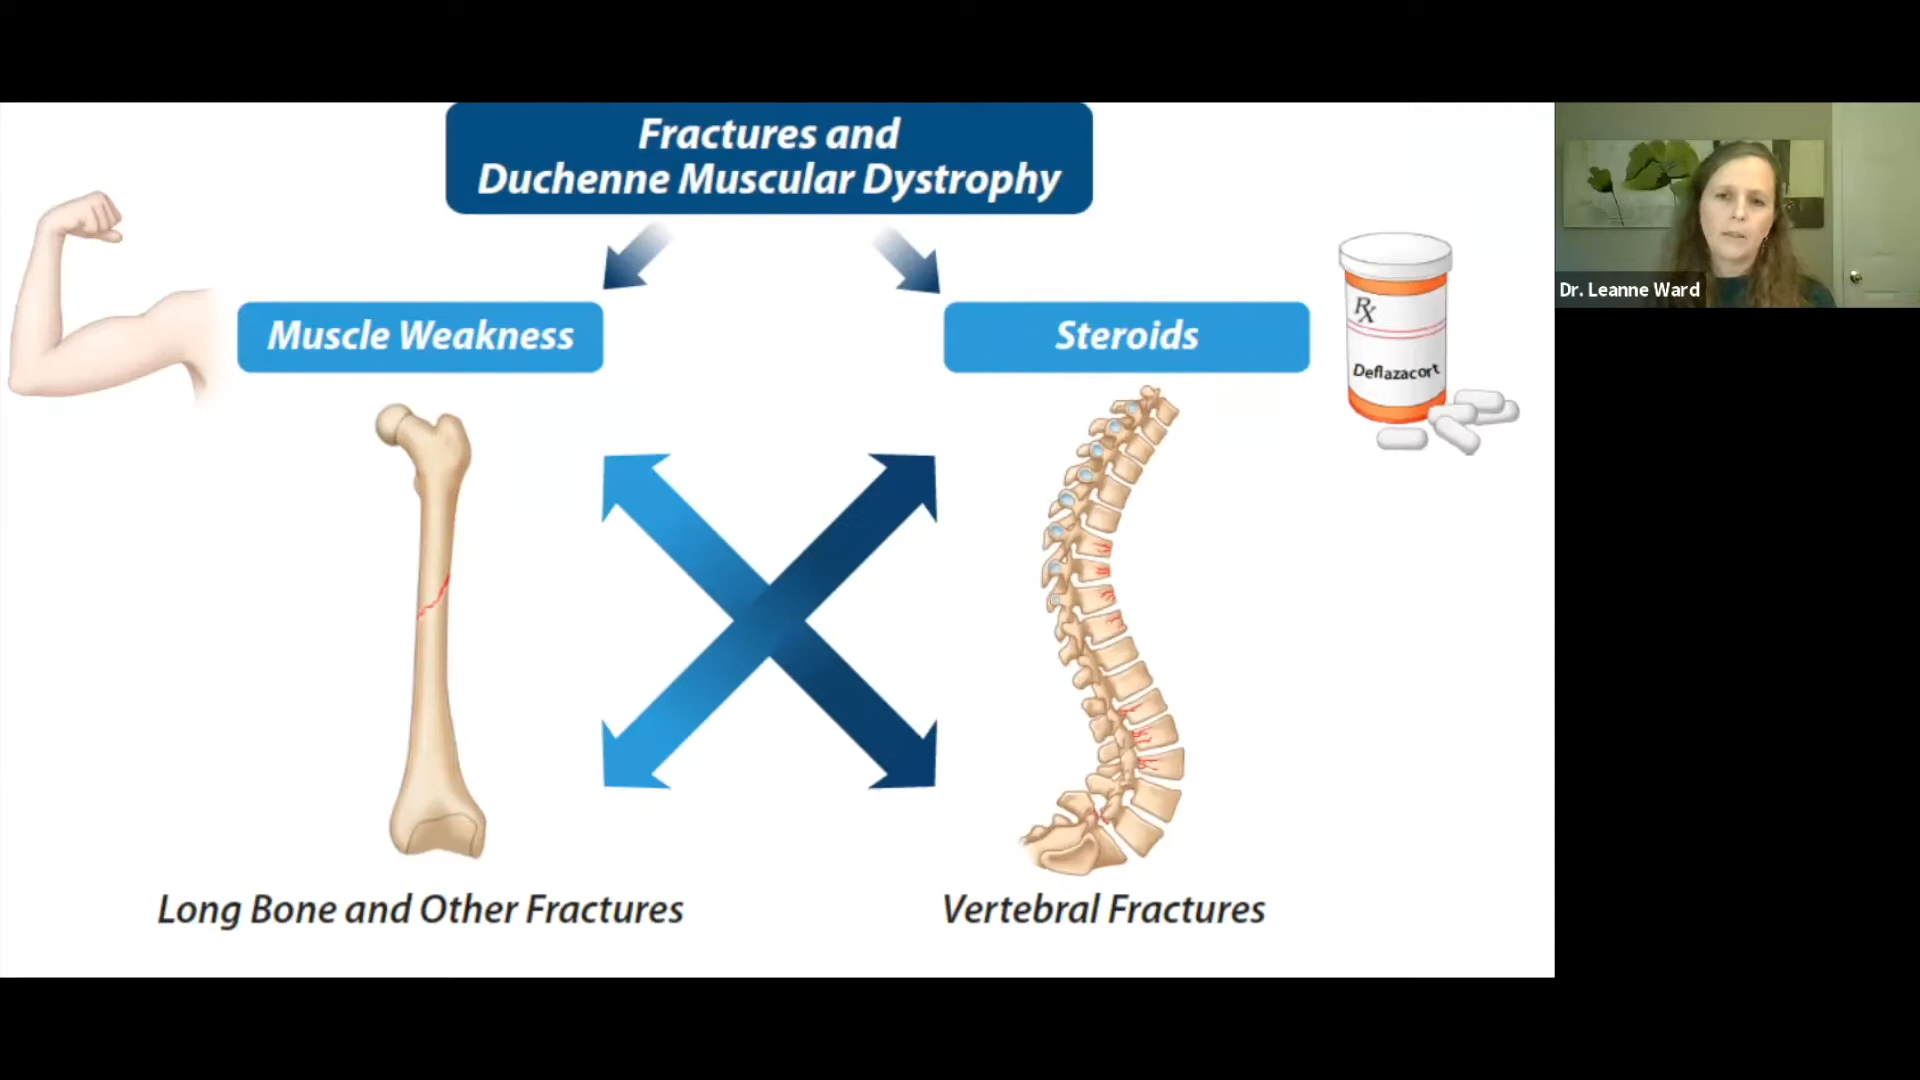 Fractures and
Duchenne Muscular Dystrophy
Muscle Weakness
Steroids
Rx
Deflazacort
Long Bone and Other Fractures
Vertebral Fractures
Dr. Leanne Ward